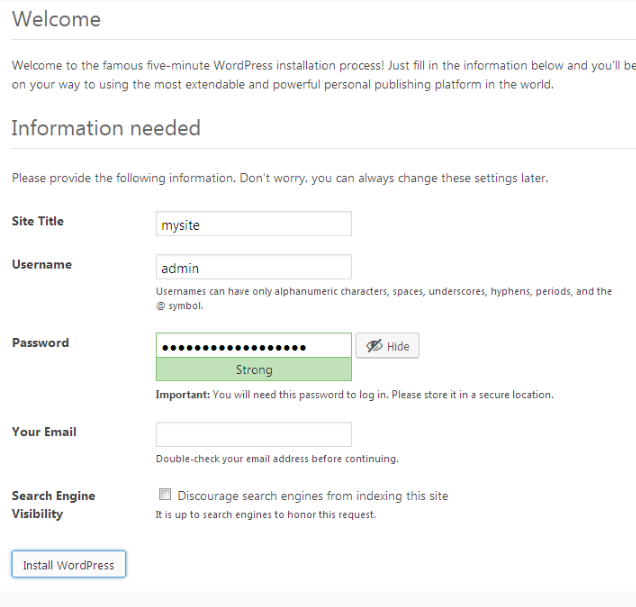 Welcome
Welcome to the famous five-minute WordPress installation process! Just fill in the information below and you'll be
on your way to using the most extendable and powerful personal publishing platform in the world.
Information needed
Please provide the following information. Don't worry, you can always change these settings later.
Site Title
mysite
Username
admin
Usernames can have only alphanumeric characters, spaces, underscores, hyphens, periods, and the
@ symbol.
Password
••••••••••••••••••
Hide
Strong
Important: You will need this password to log in. Please store it in a secure location.
Your Email
Double-check your email address before continuing.
Search Engine
Visibility
Discourage search engines from indexing this site
It is up to search engines to honor this request.
Install WordPress